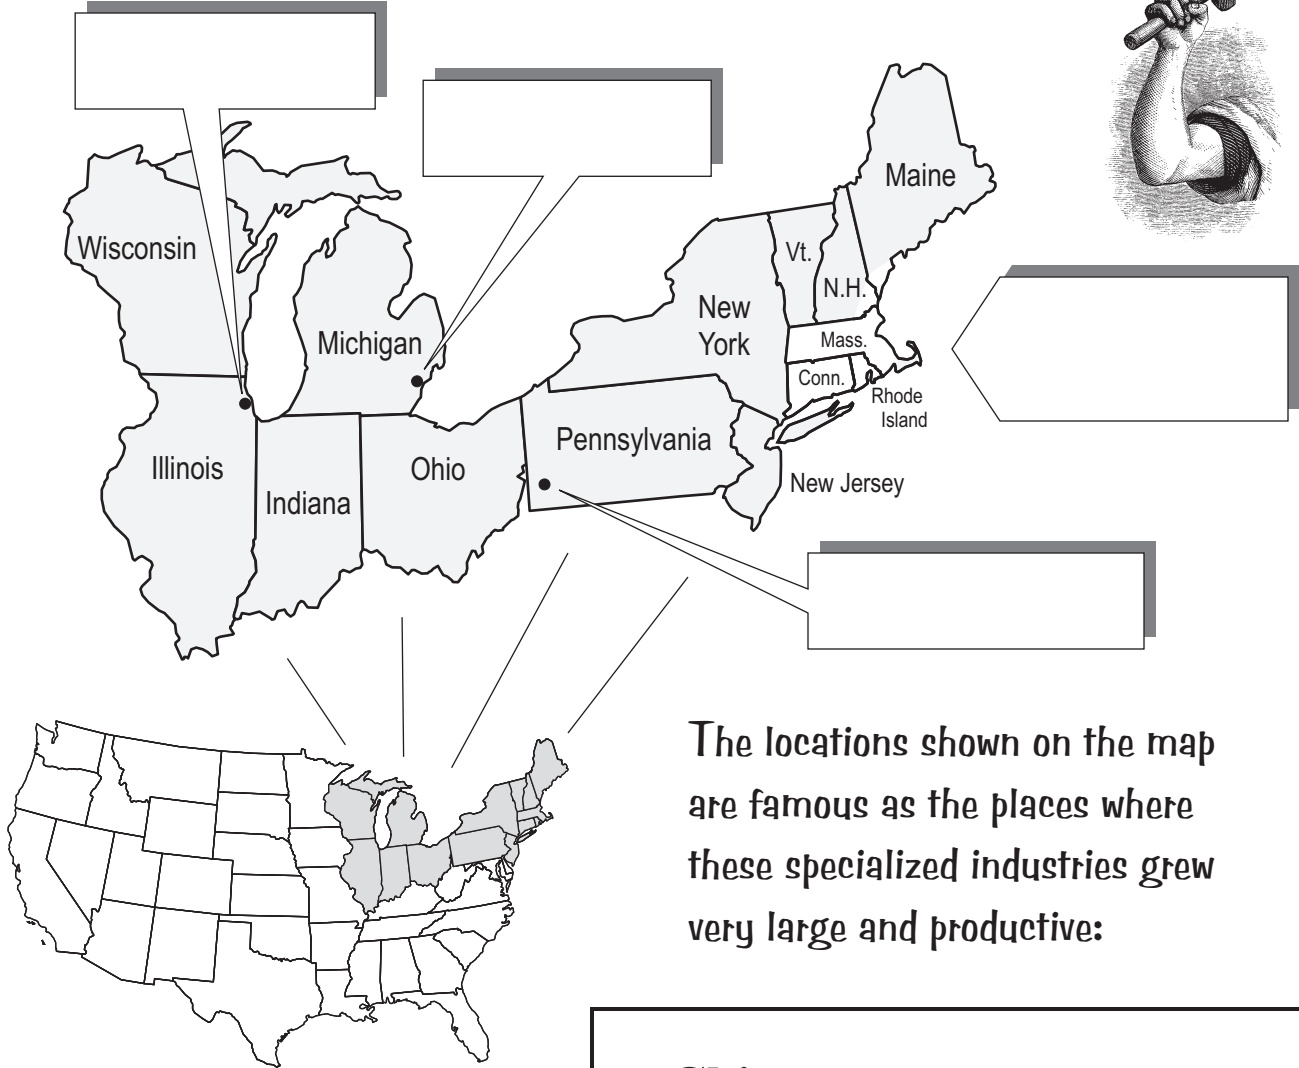 Maine
Wisconsin
Vt.
N.H.
New
York
Michigan
Mass.
Conn.
Rhode
Island
Pennsylvania
Illinois
Ohio
Indiana
New Jersey
The locations shown on the map
are famous as the places where
these specialized industries grew
very large and productive: